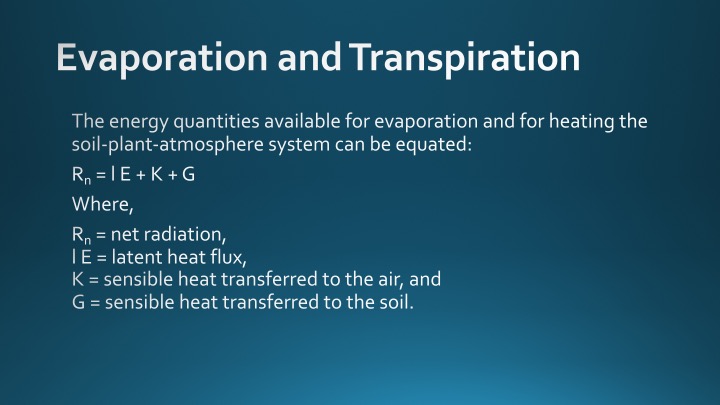 Evaporation and Transpiration
The energy quantities available for evaporation and for heating the
soil-plant-atmosphere system can be equated:
Rₙ = l E + K + G
Where,
Rₙ = net radiation,
l E = latent heat flux,
K = sensible heat transferred to the air, and
G = sensible heat transferred to the soil.